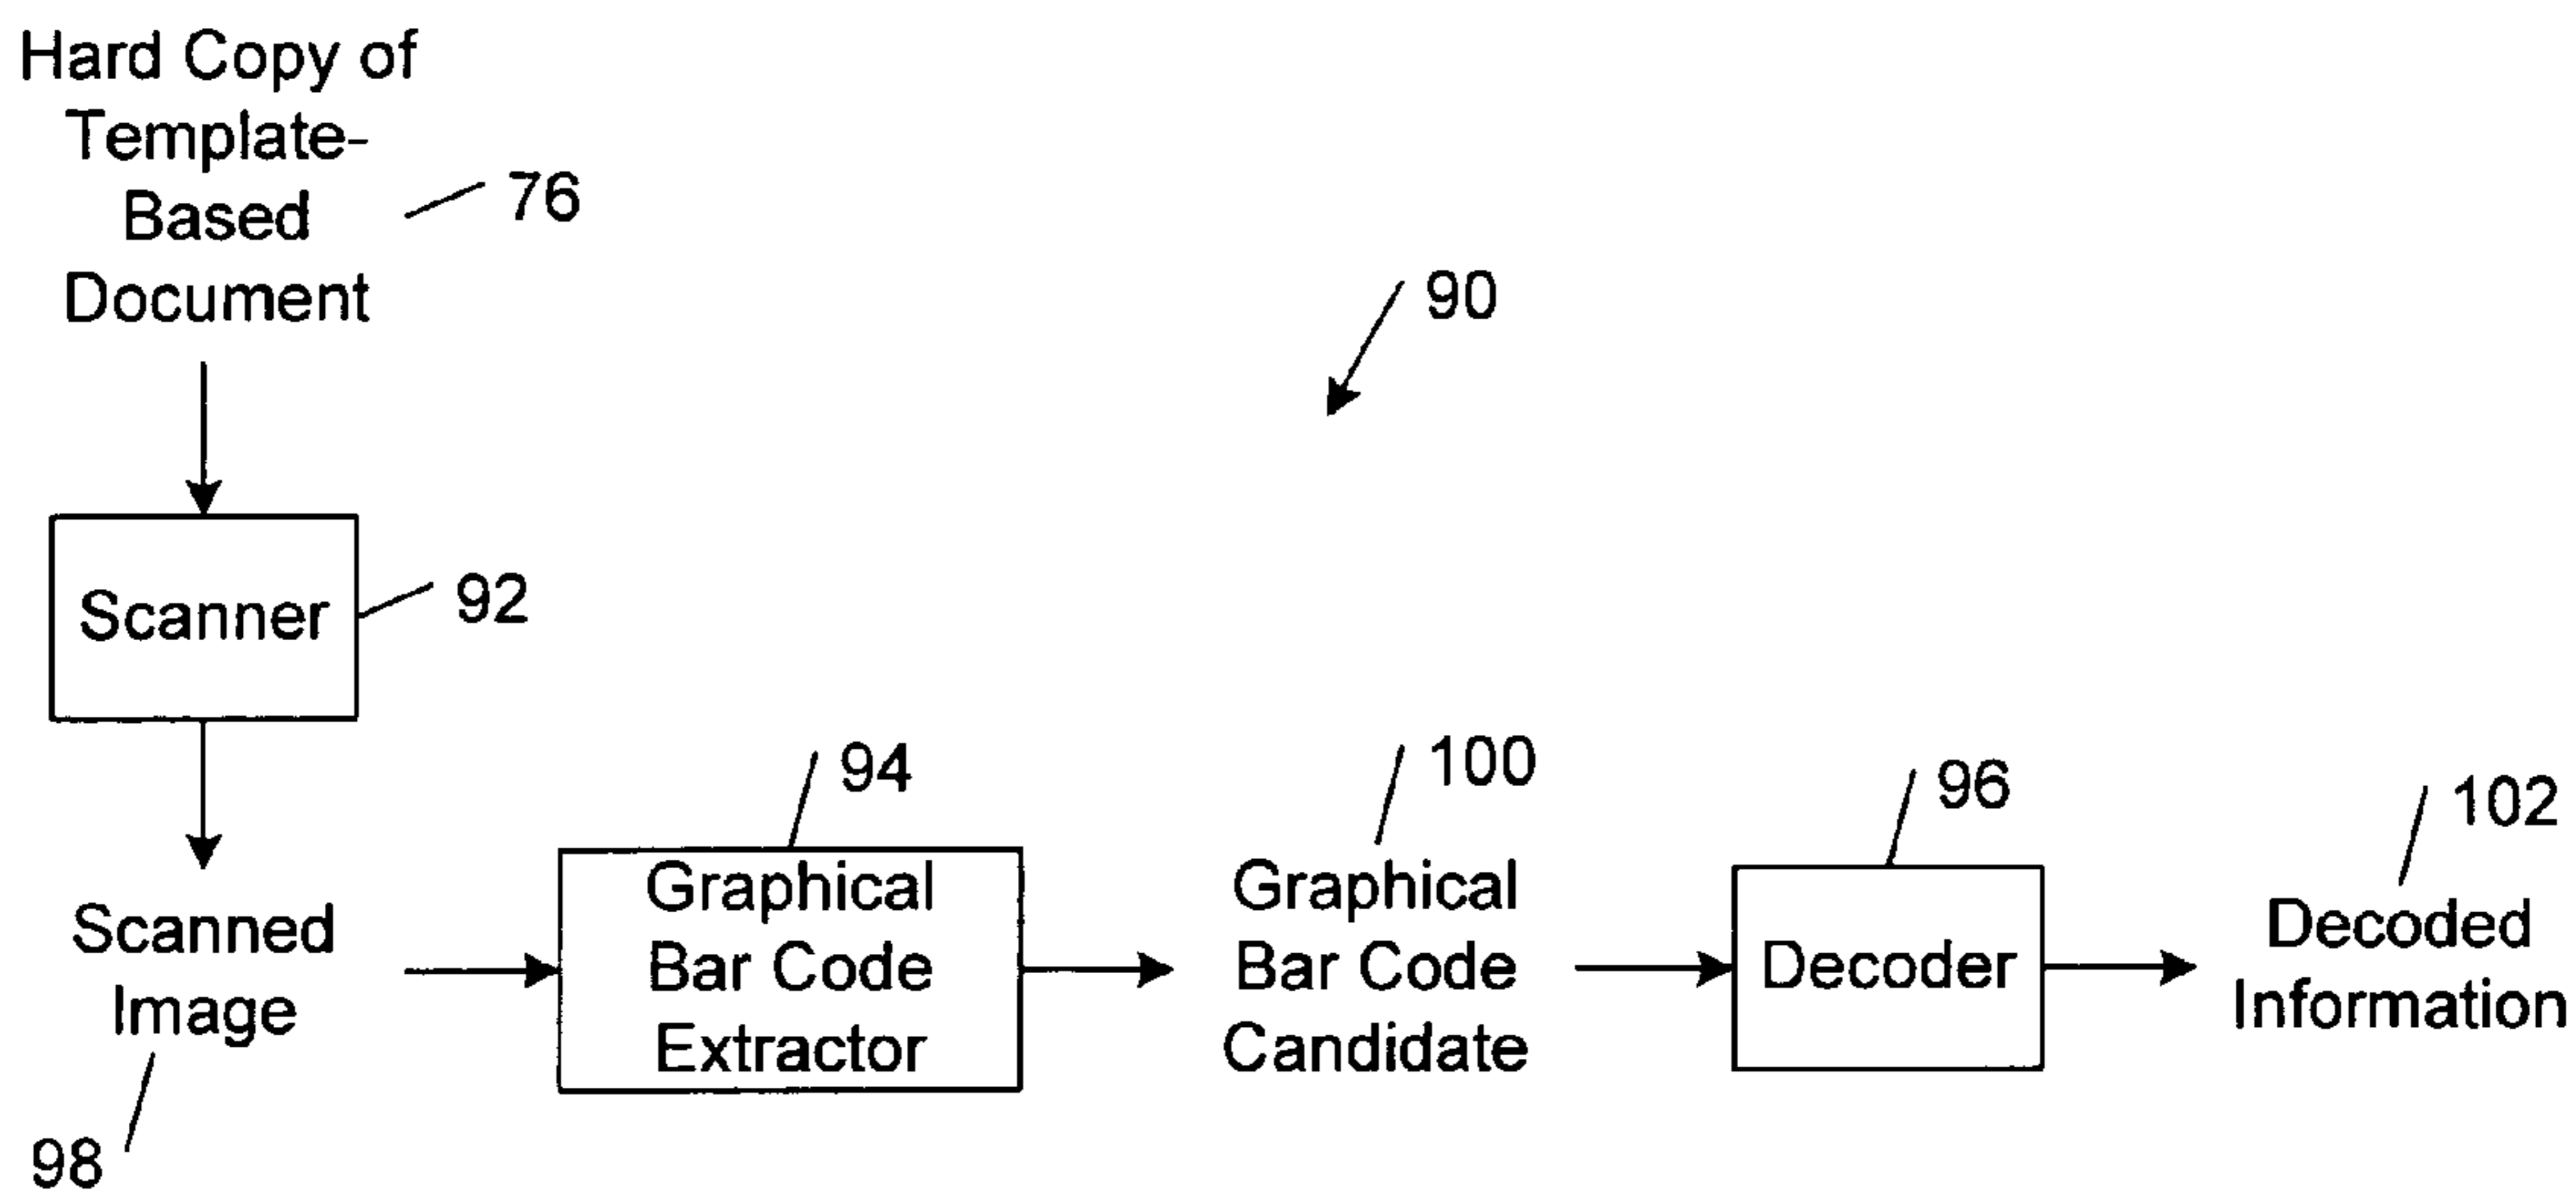 Hard Copy of
Template-
Based
Document
76
90
Scanner
92
Scanned
Image
98
94
Graphical
Bar Code
Extractor
100
Graphical
Bar Code
Candidate
96
Decoder
102
Decoded
Information